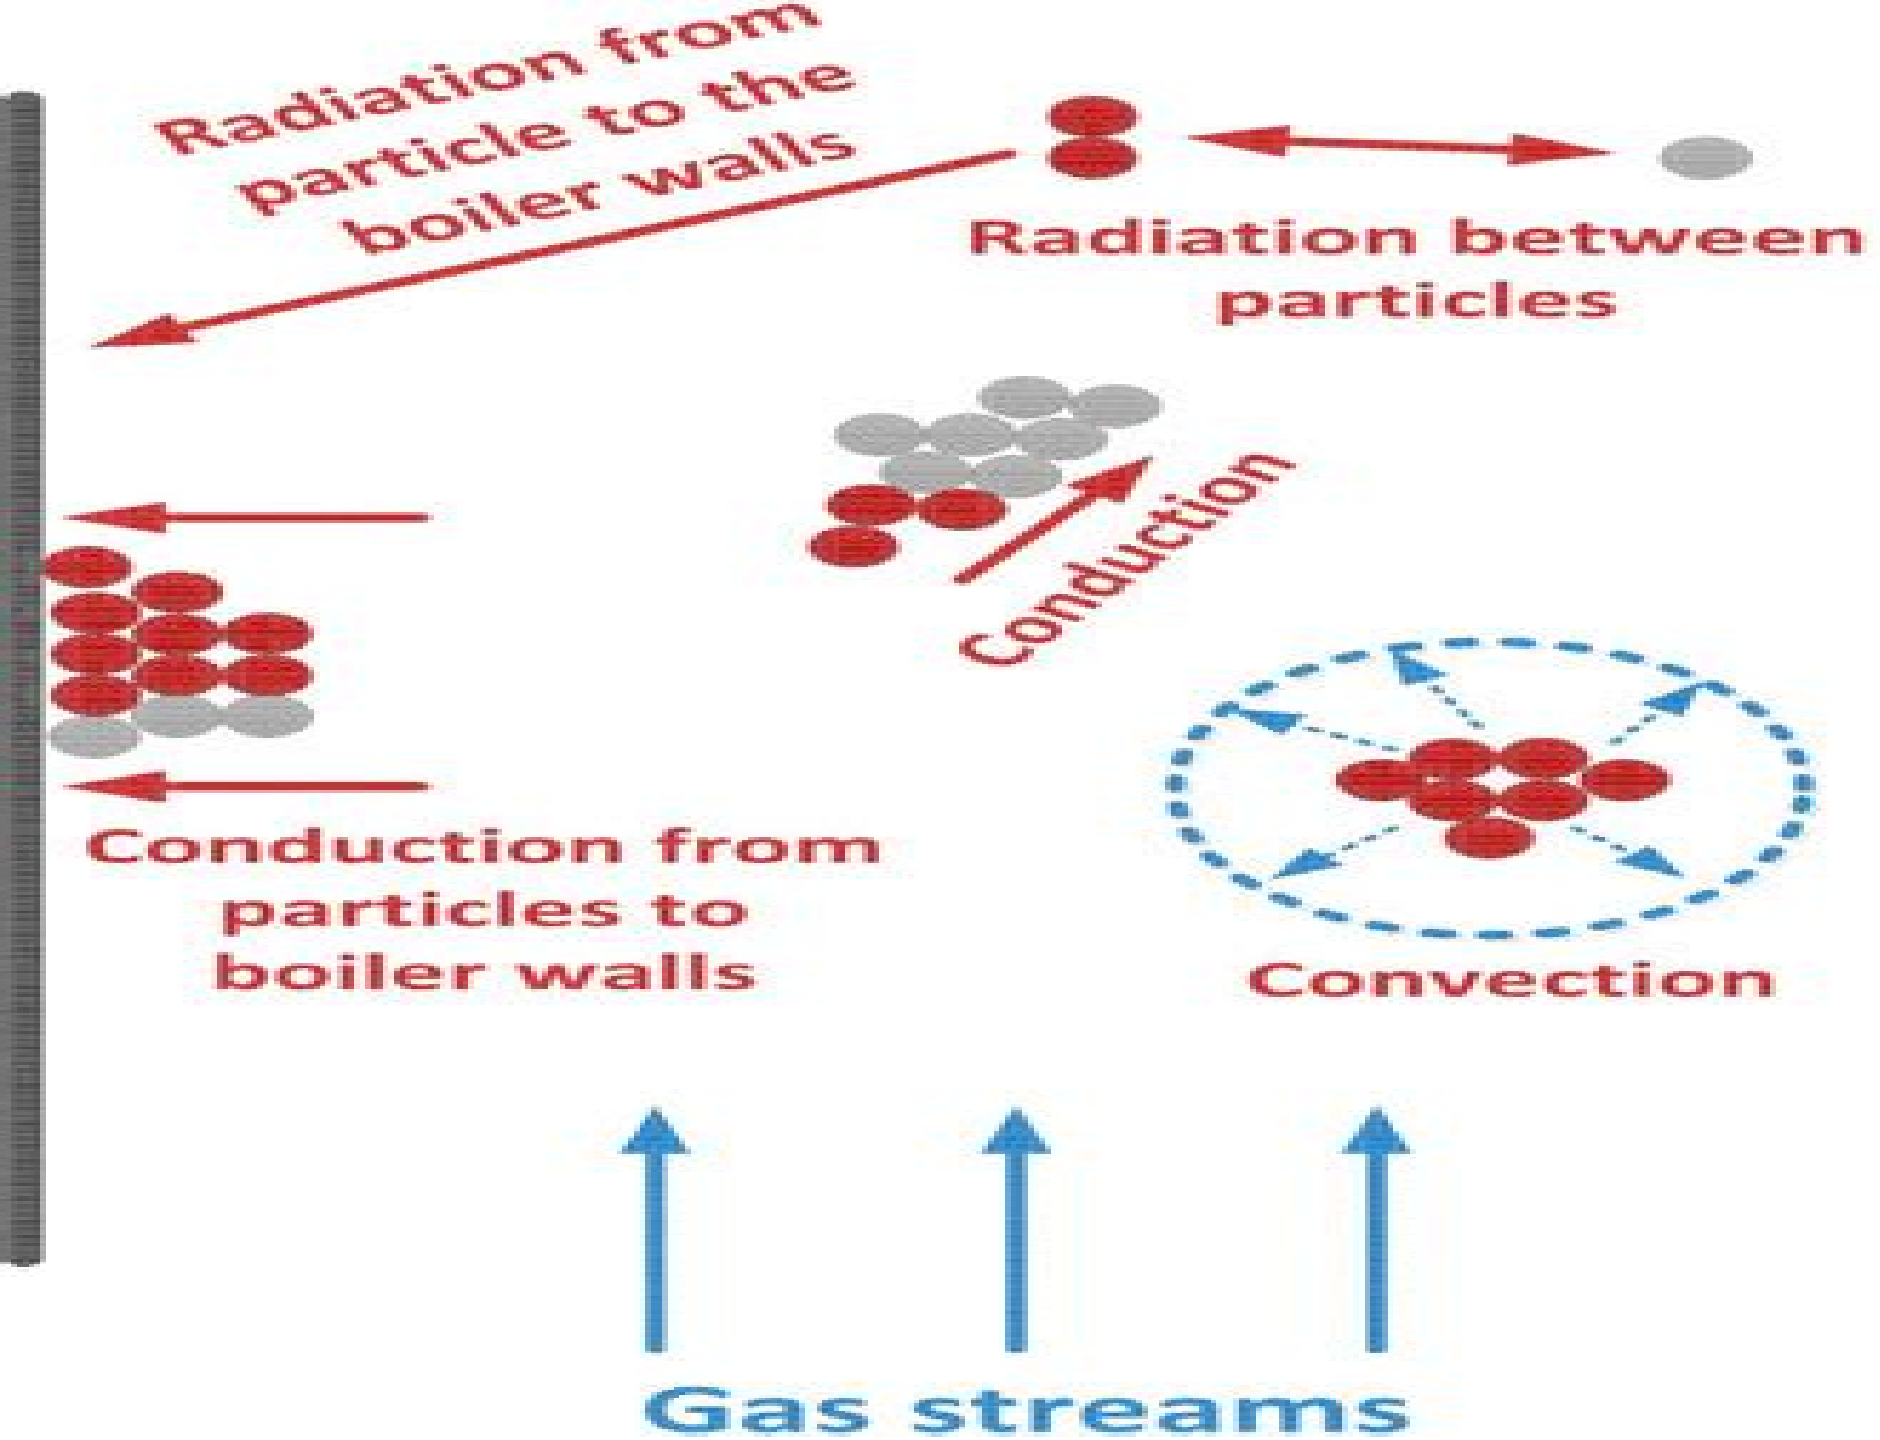 Radiation from
particle to the
boiler walls
Radiation between
particles
Conduction
Conduction from
particles to
boiler walls
Convection
Gas streams